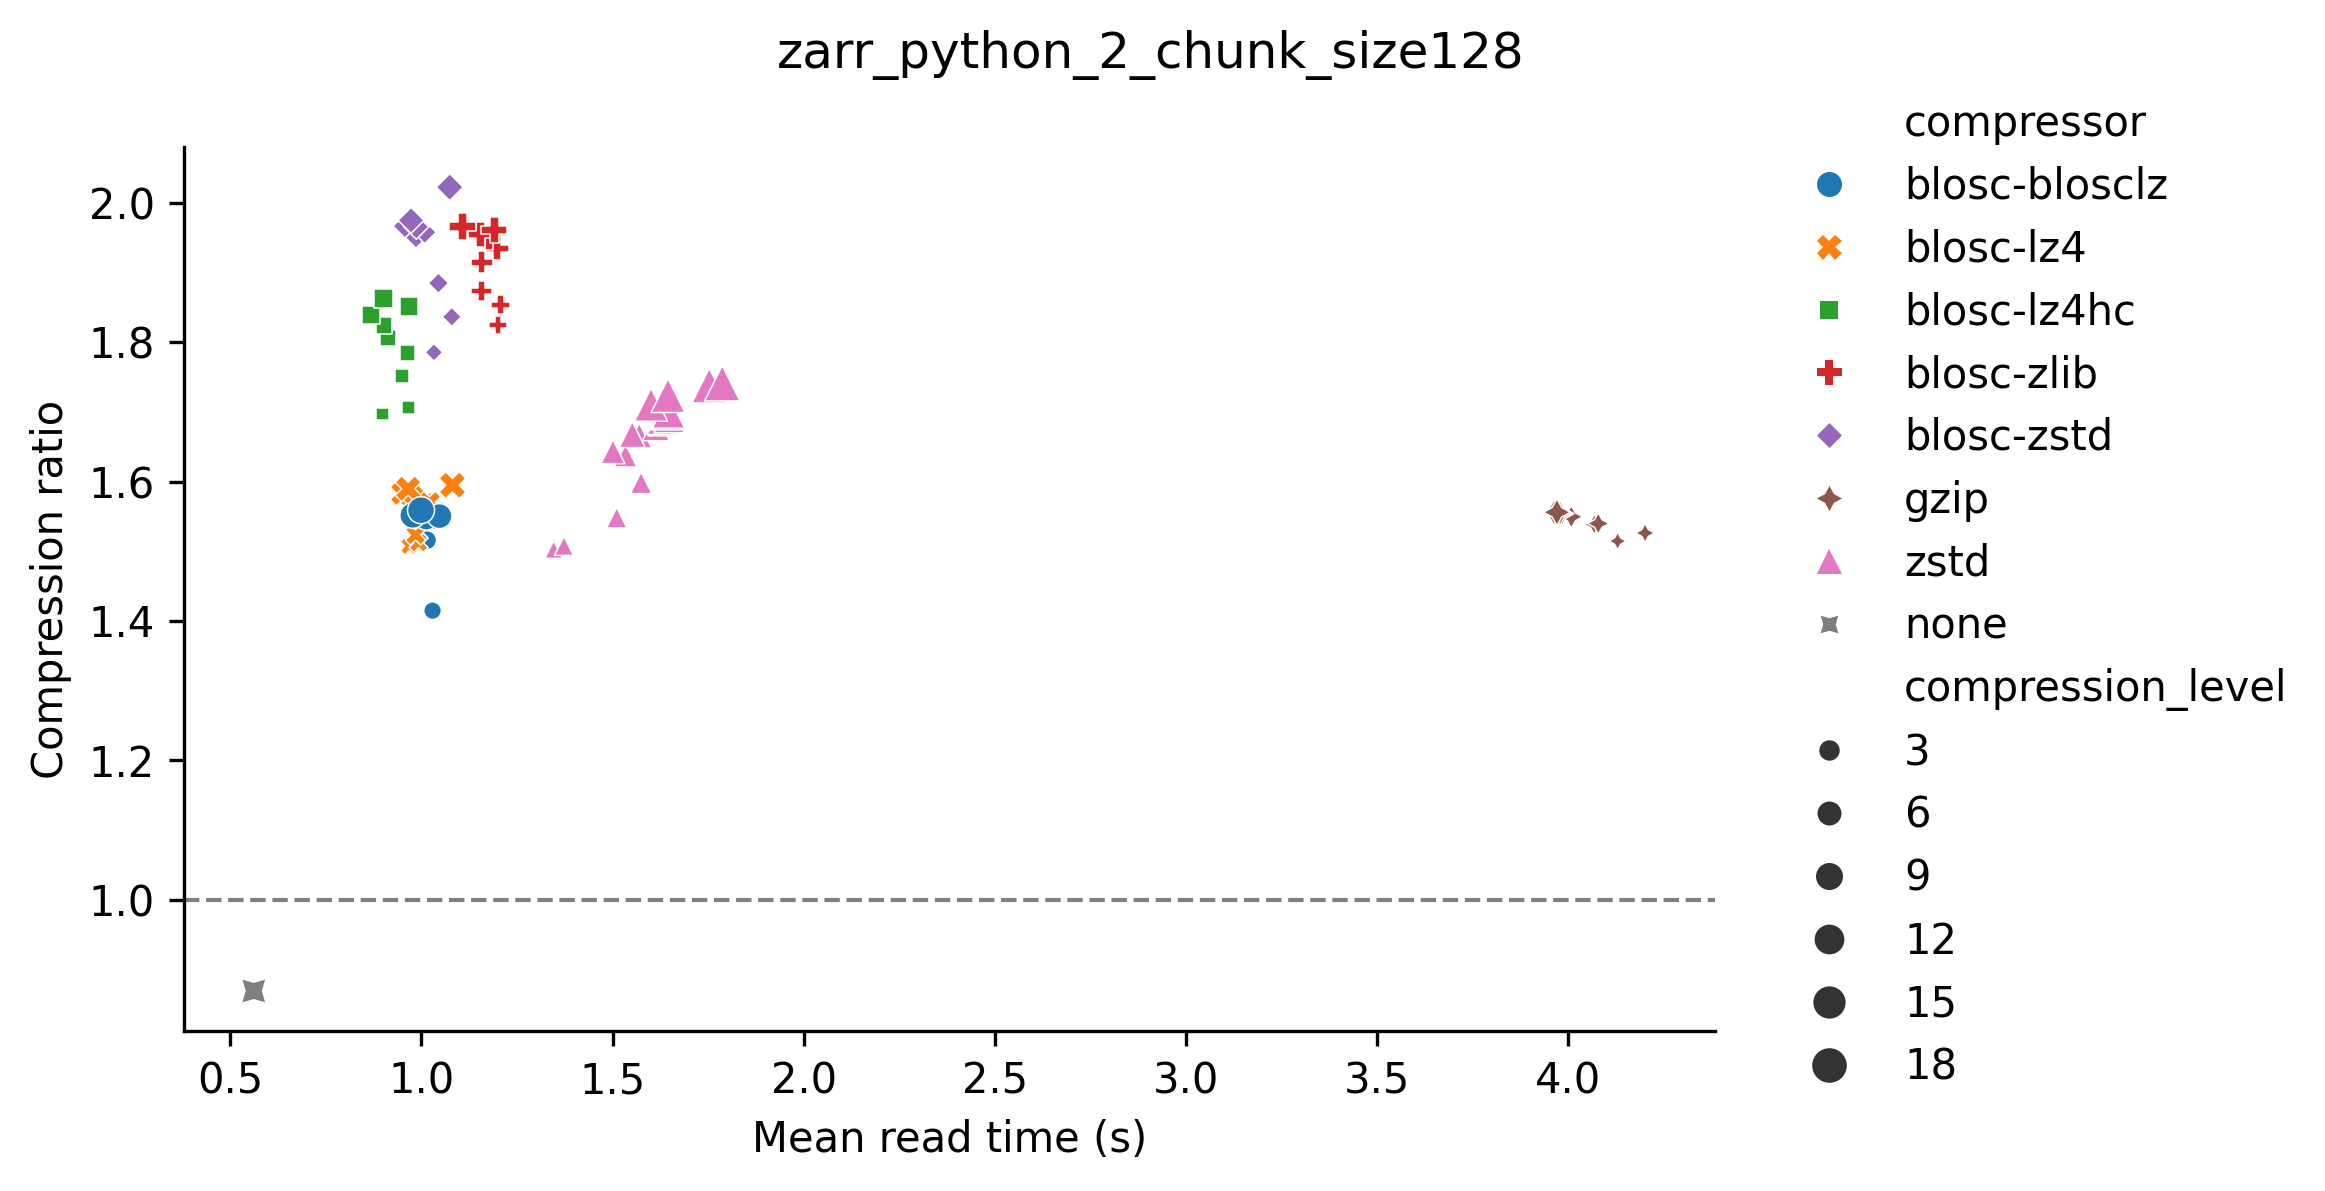 zarr_python_2_chunk_size128
Compression ratio
2.0
1.8
1.6
1.4
1.2
1.0
0.5 1.0 1.5 2.0 2.5 3.0 3.5 4.0
Mean read time (s)
compressor
blosc-blosclz
blosc-lz4
blosc-lz4hc
blosc-zlib
blosc-zstd
gzip
zstd
none
compression_level
3
6
9
12
15
18